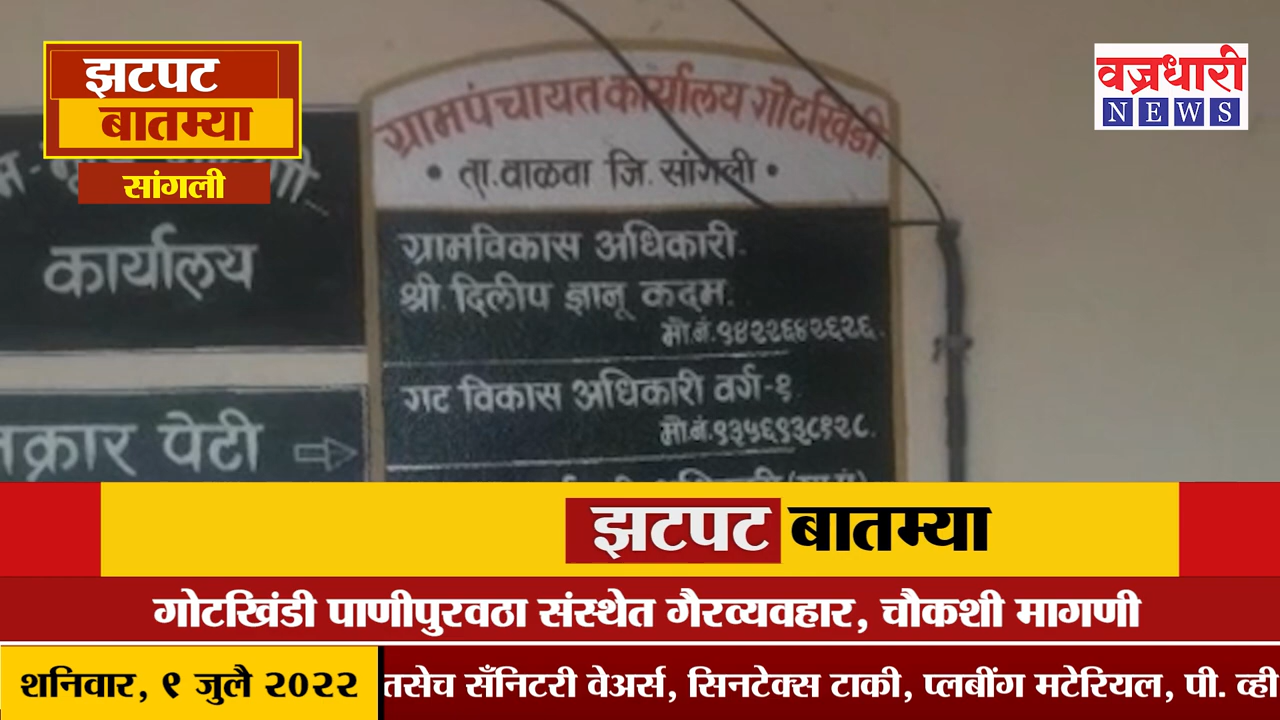 झटपट
बातम्या
सांगली
वज्रधारी
NEWS
कार्यालय
पेटी
ग्रामपंचायत कार्यालय गोटखिंडी
• ता. वाळवा जि. सांगली •
ग्रामविकास अधिकारी.
श्री. दिलीप ज्ञानू कदम.
मो.नं. ९४२२६४२६२६.
गट विकास अधिकारी वर्ग-१
मो.नं. ९३५६९३८१२८.
झटपट बातम्या
गोटखिंडी पाणीपुरवठा संस्थेत गैरव्यवहार, चौकशी मागणी
शनिवार, ९ जुलै २०२२
तसेच सॅंनिटरी वेअर्स, सिनटेक्स टाकी, प्लबींग मटेरियल, पी. व्ही